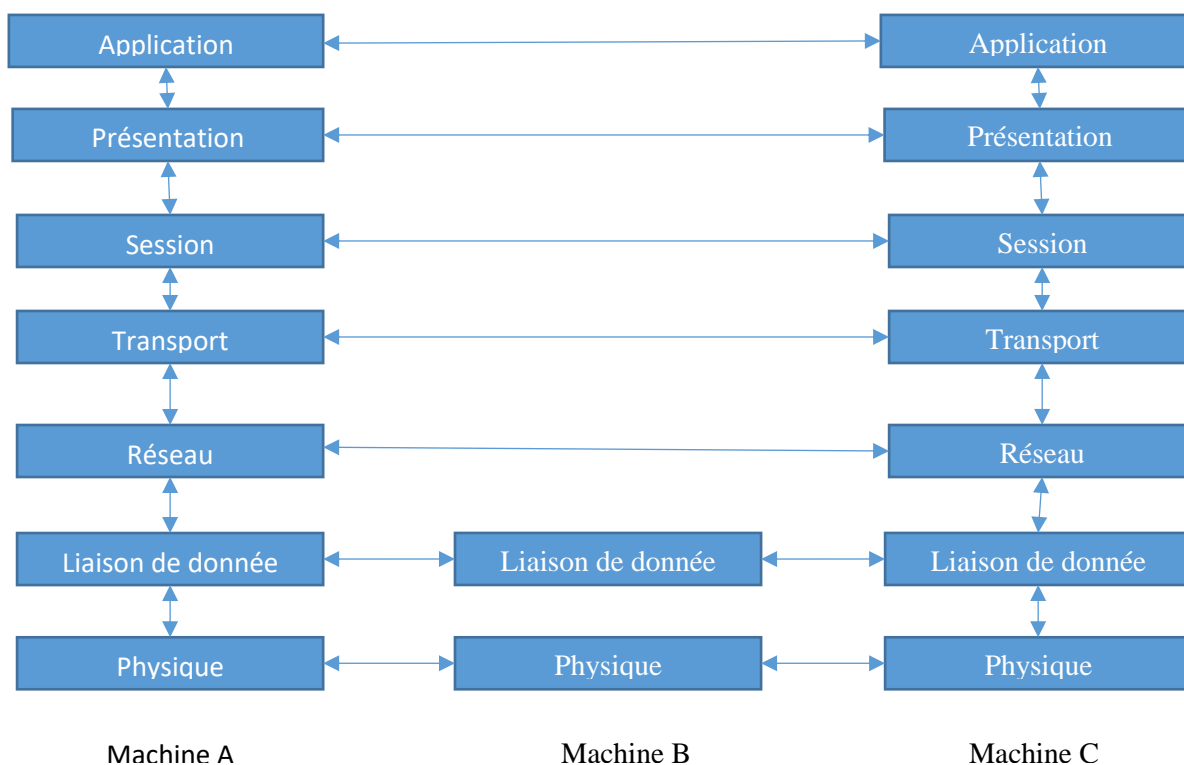 Application
Application
Présentation
Présentation
Session
Session
Transport
Transport
Réseau
Réseau
Liaison de donnée
Liaison de donnée
Liaison de donnée
Physique
Physique
Physique
Machine A
Machine B
Machine C